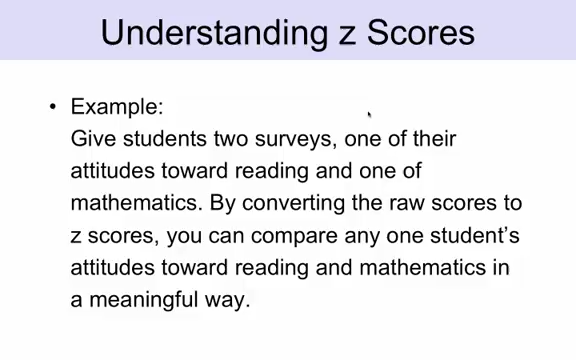 Understanding z Scores
• Example:
Give students two surveys, one of their
attitudes toward reading and one of
mathematics. By converting the raw scores to
z scores, you can compare any one student’s
attitudes toward reading and mathematics in
a meaningful way.